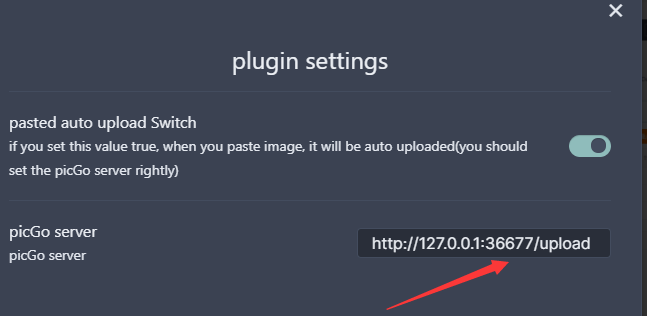 plugin settings
pasted auto upload Switch
if you set this value true, when you paste image, it will be auto uploaded(you should
set the picGo server rightly)
picGo server
picGo server
http://127.0.0.1:36677/upload